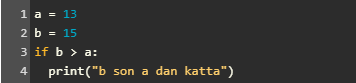 1 a = 13
2 b = 15
3 if b > a:
4   print("b son a dan katta")